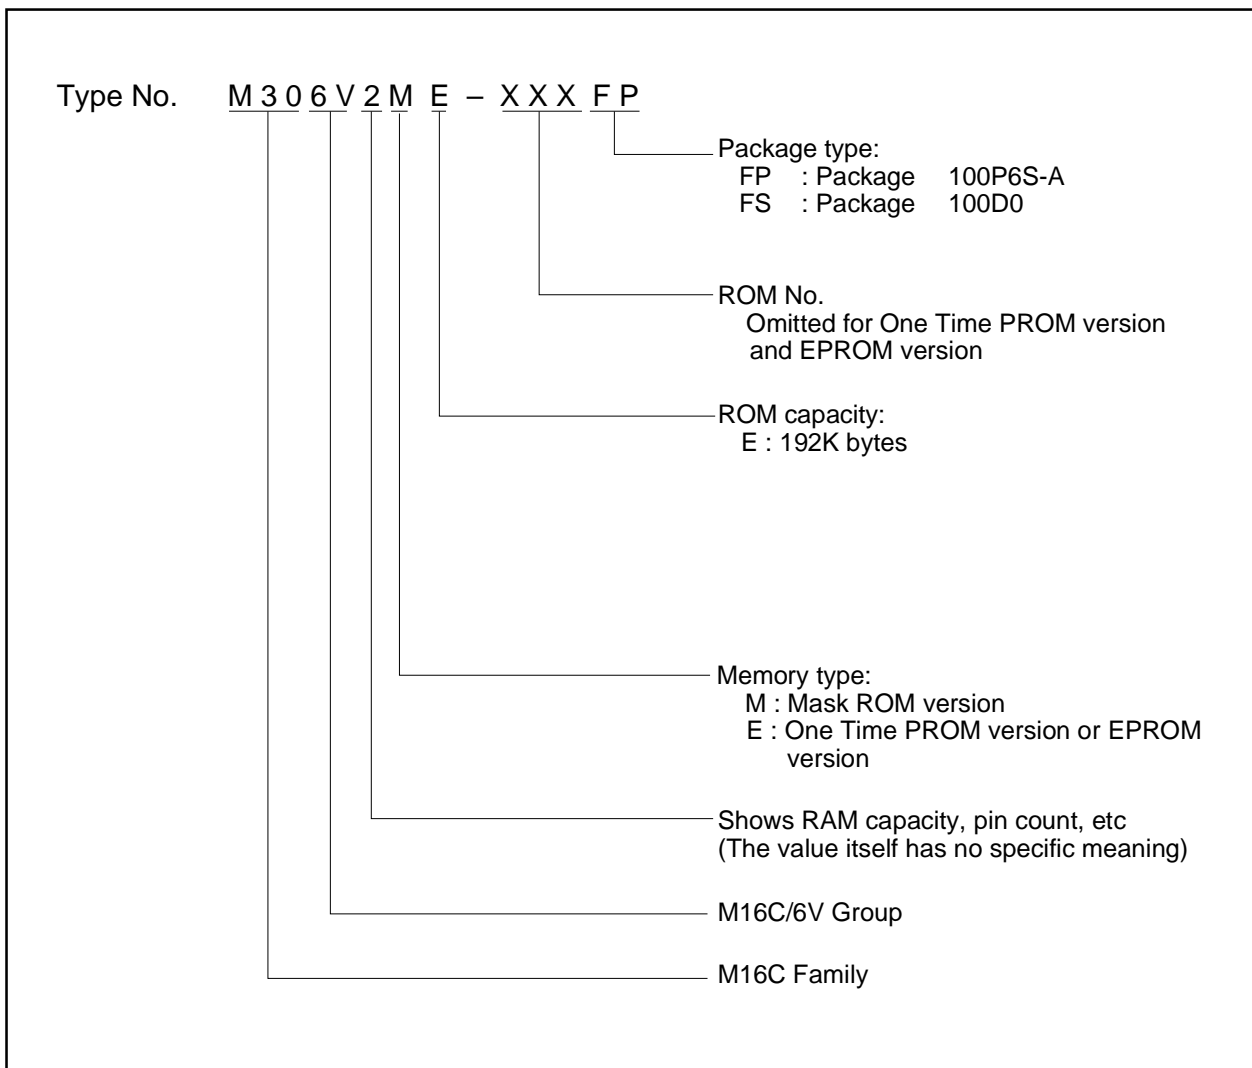 Type No. M 3 0 6 V 2 M E – X X X F P
Package type:
FP : Package 100P6S-A
FS : Package 100D0
ROM No.
Omitted for One Time PROM version
and EPROM version
ROM capacity:
E : 192K bytes
Memory type:
M : Mask ROM version
E : One Time PROM version or EPROM
version
Shows RAM capacity, pin count, etc
(The value itself has no specific meaning)
M16C/6V Group
M16C Family